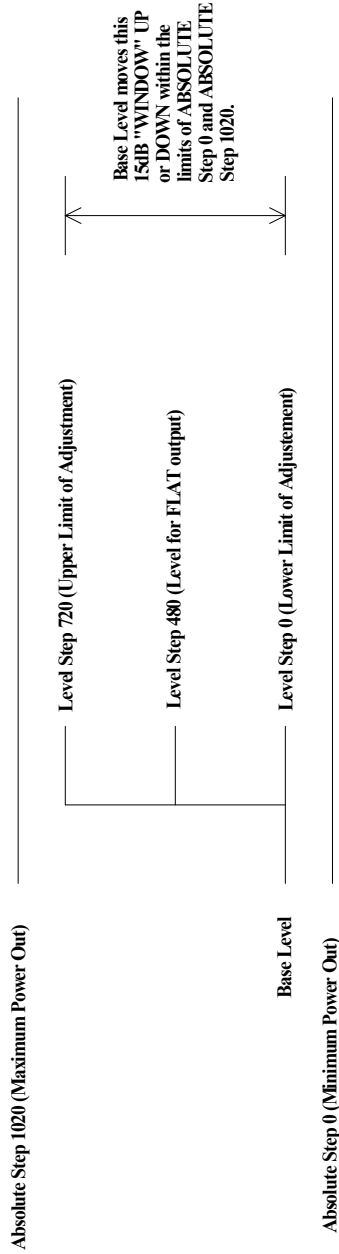 Absolute Step 1020 (Maximum Power Out)
Level Step 720 (Upper Limit of Adjustment)
Level Step 480 (Level for FLAT output)
Level Step 0 (Lower Limit of Adjustement)
Base Level
Absolute Step 0 (Minimum Power Out)
Base Level moves this
15dB "WINDOW" UP
or DOWN within the
limits of ABSOLUTE
Step 0 and ABSOLUTE
Step 1020.